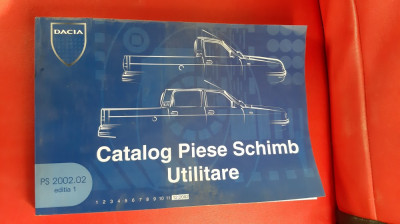 DACIA
Catalog Piese Schimb
Utilitare
PS 2002.02
editia 1
1 2 3 4 5 6 7 8 9 10 11